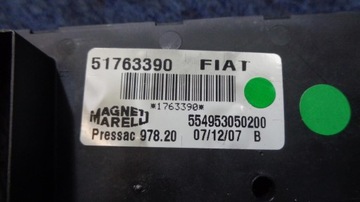 51763390 FIAT
*1763390*
MAGNETI
MARELLI
554953050200
Pressac 978.20 07/12/07 B